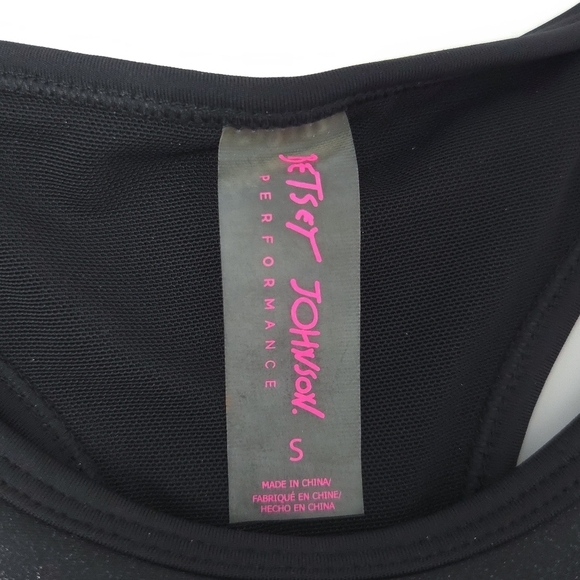 BETSEY JOHNSON.
PERFORMANCE
S
MADE IN CHINA/
FABRIQUÉ EN CHINE/
HECHO EN CHINA